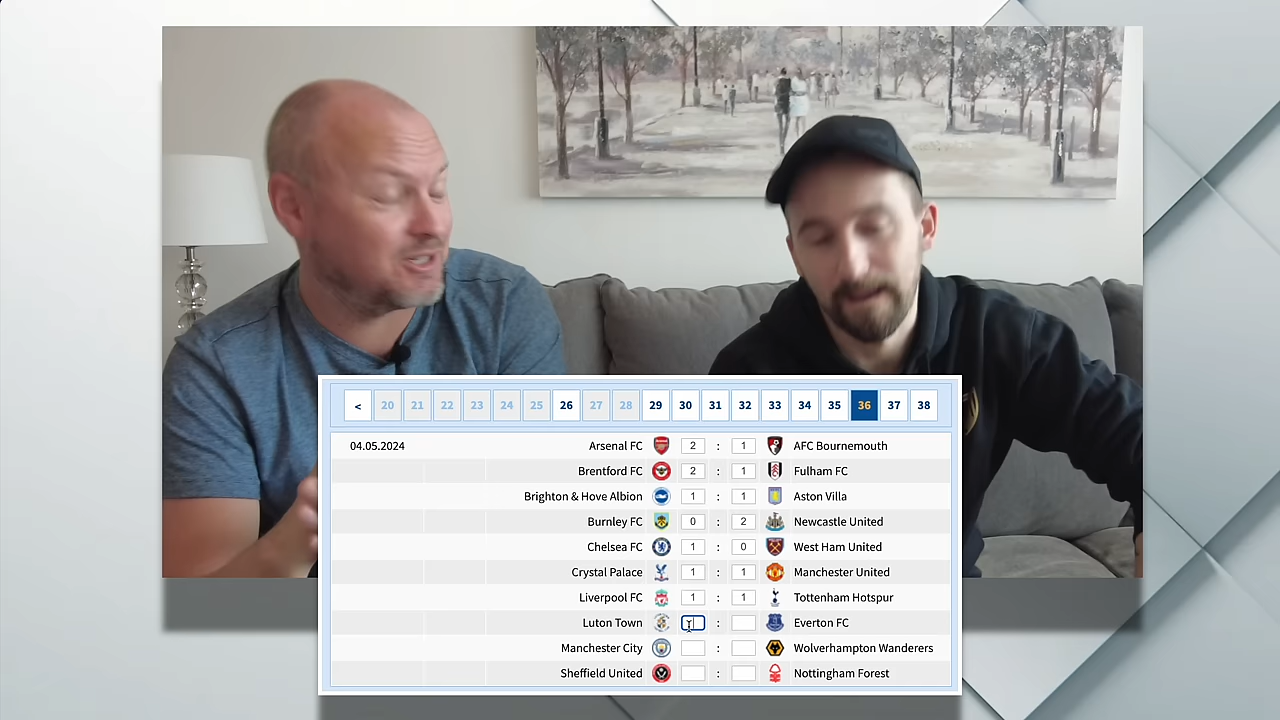 < 20 21 22 23 24 25 26 27 28 29 30 31 32 33 34 35 36 37 38
04.05.2024 Arsenal FC 2 : 1 AFC Bournemouth
Brentford FC 2 : 1 Fulham FC
Brighton & Hove Albion 1 : 1 Aston Villa
Burnley FC 0 : 2 Newcastle United
Chelsea FC 1 : 0 West Ham United
Crystal Palace 1 : 1 Manchester United
Liverpool FC 1 : 1 Tottenham Hotspur
Luton Town : Everton FC
Manchester City : Wolverhampton Wanderers
Sheffield United : Nottingham Forest